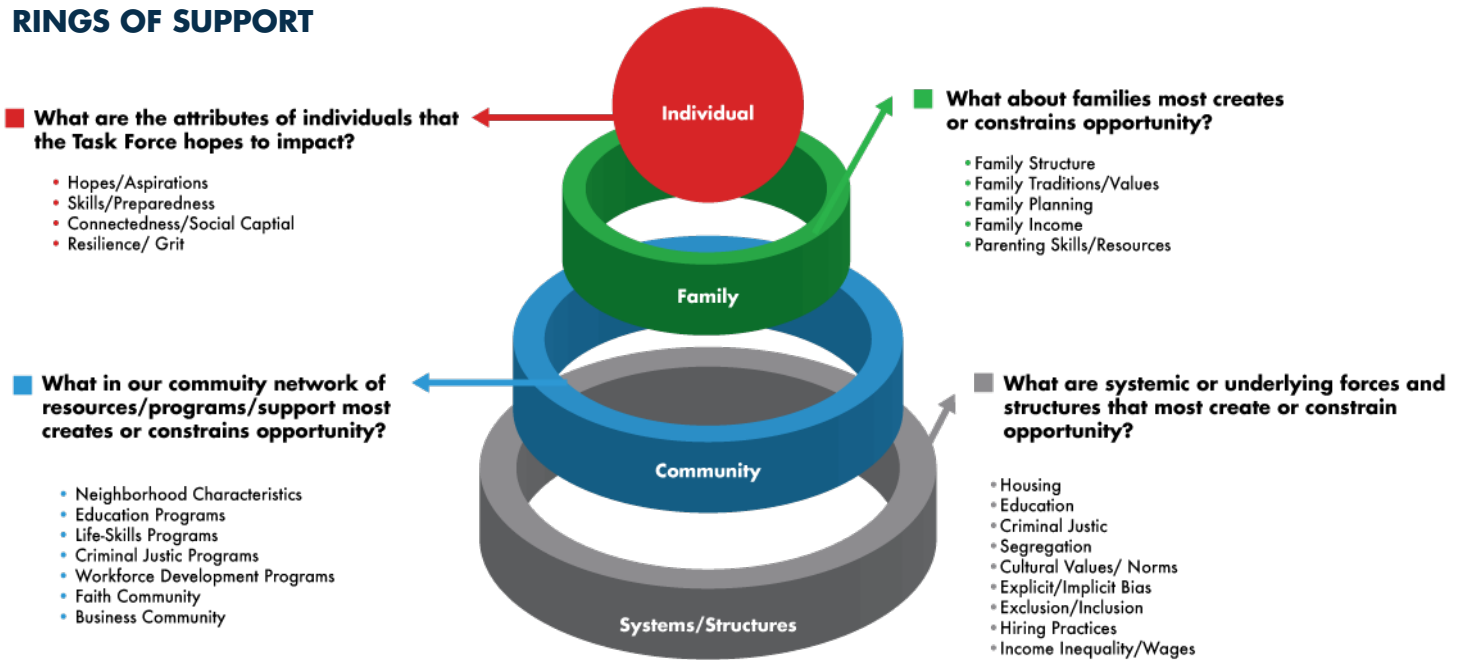 RINGS OF SUPPORT
Individual
Family
Community
Systems/Structures
What are the attributes of individuals that
the Task Force hopes to impact?
• Hopes/Aspirations
• Skills/Preparedness
• Connectedness/Social Captial
• Resilience/ Grit
What about families most creates
or constrains opportunity?
• Family Structure
• Family Traditions/Values
• Family Planning
• Family Income
• Parenting Skills/Resources
What in our commuity network of
resources/programs/support most
creates or constrains opportunity?
• Neighborhood Characteristics
• Education Programs
• Life-Skills Programs
• Criminal Justic Programs
• Workforce Development Programs
• Faith Community
• Business Community
What are systemic or underlying forces and
structures that most create or constrain
opportunity?
• Housing
• Education
• Criminal Justic
• Segregation
• Cultural Values/ Norms
• Explicit/Implicit Bias
• Exclusion/Inclusion
• Hiring Practices
• Income Inequality/Wages